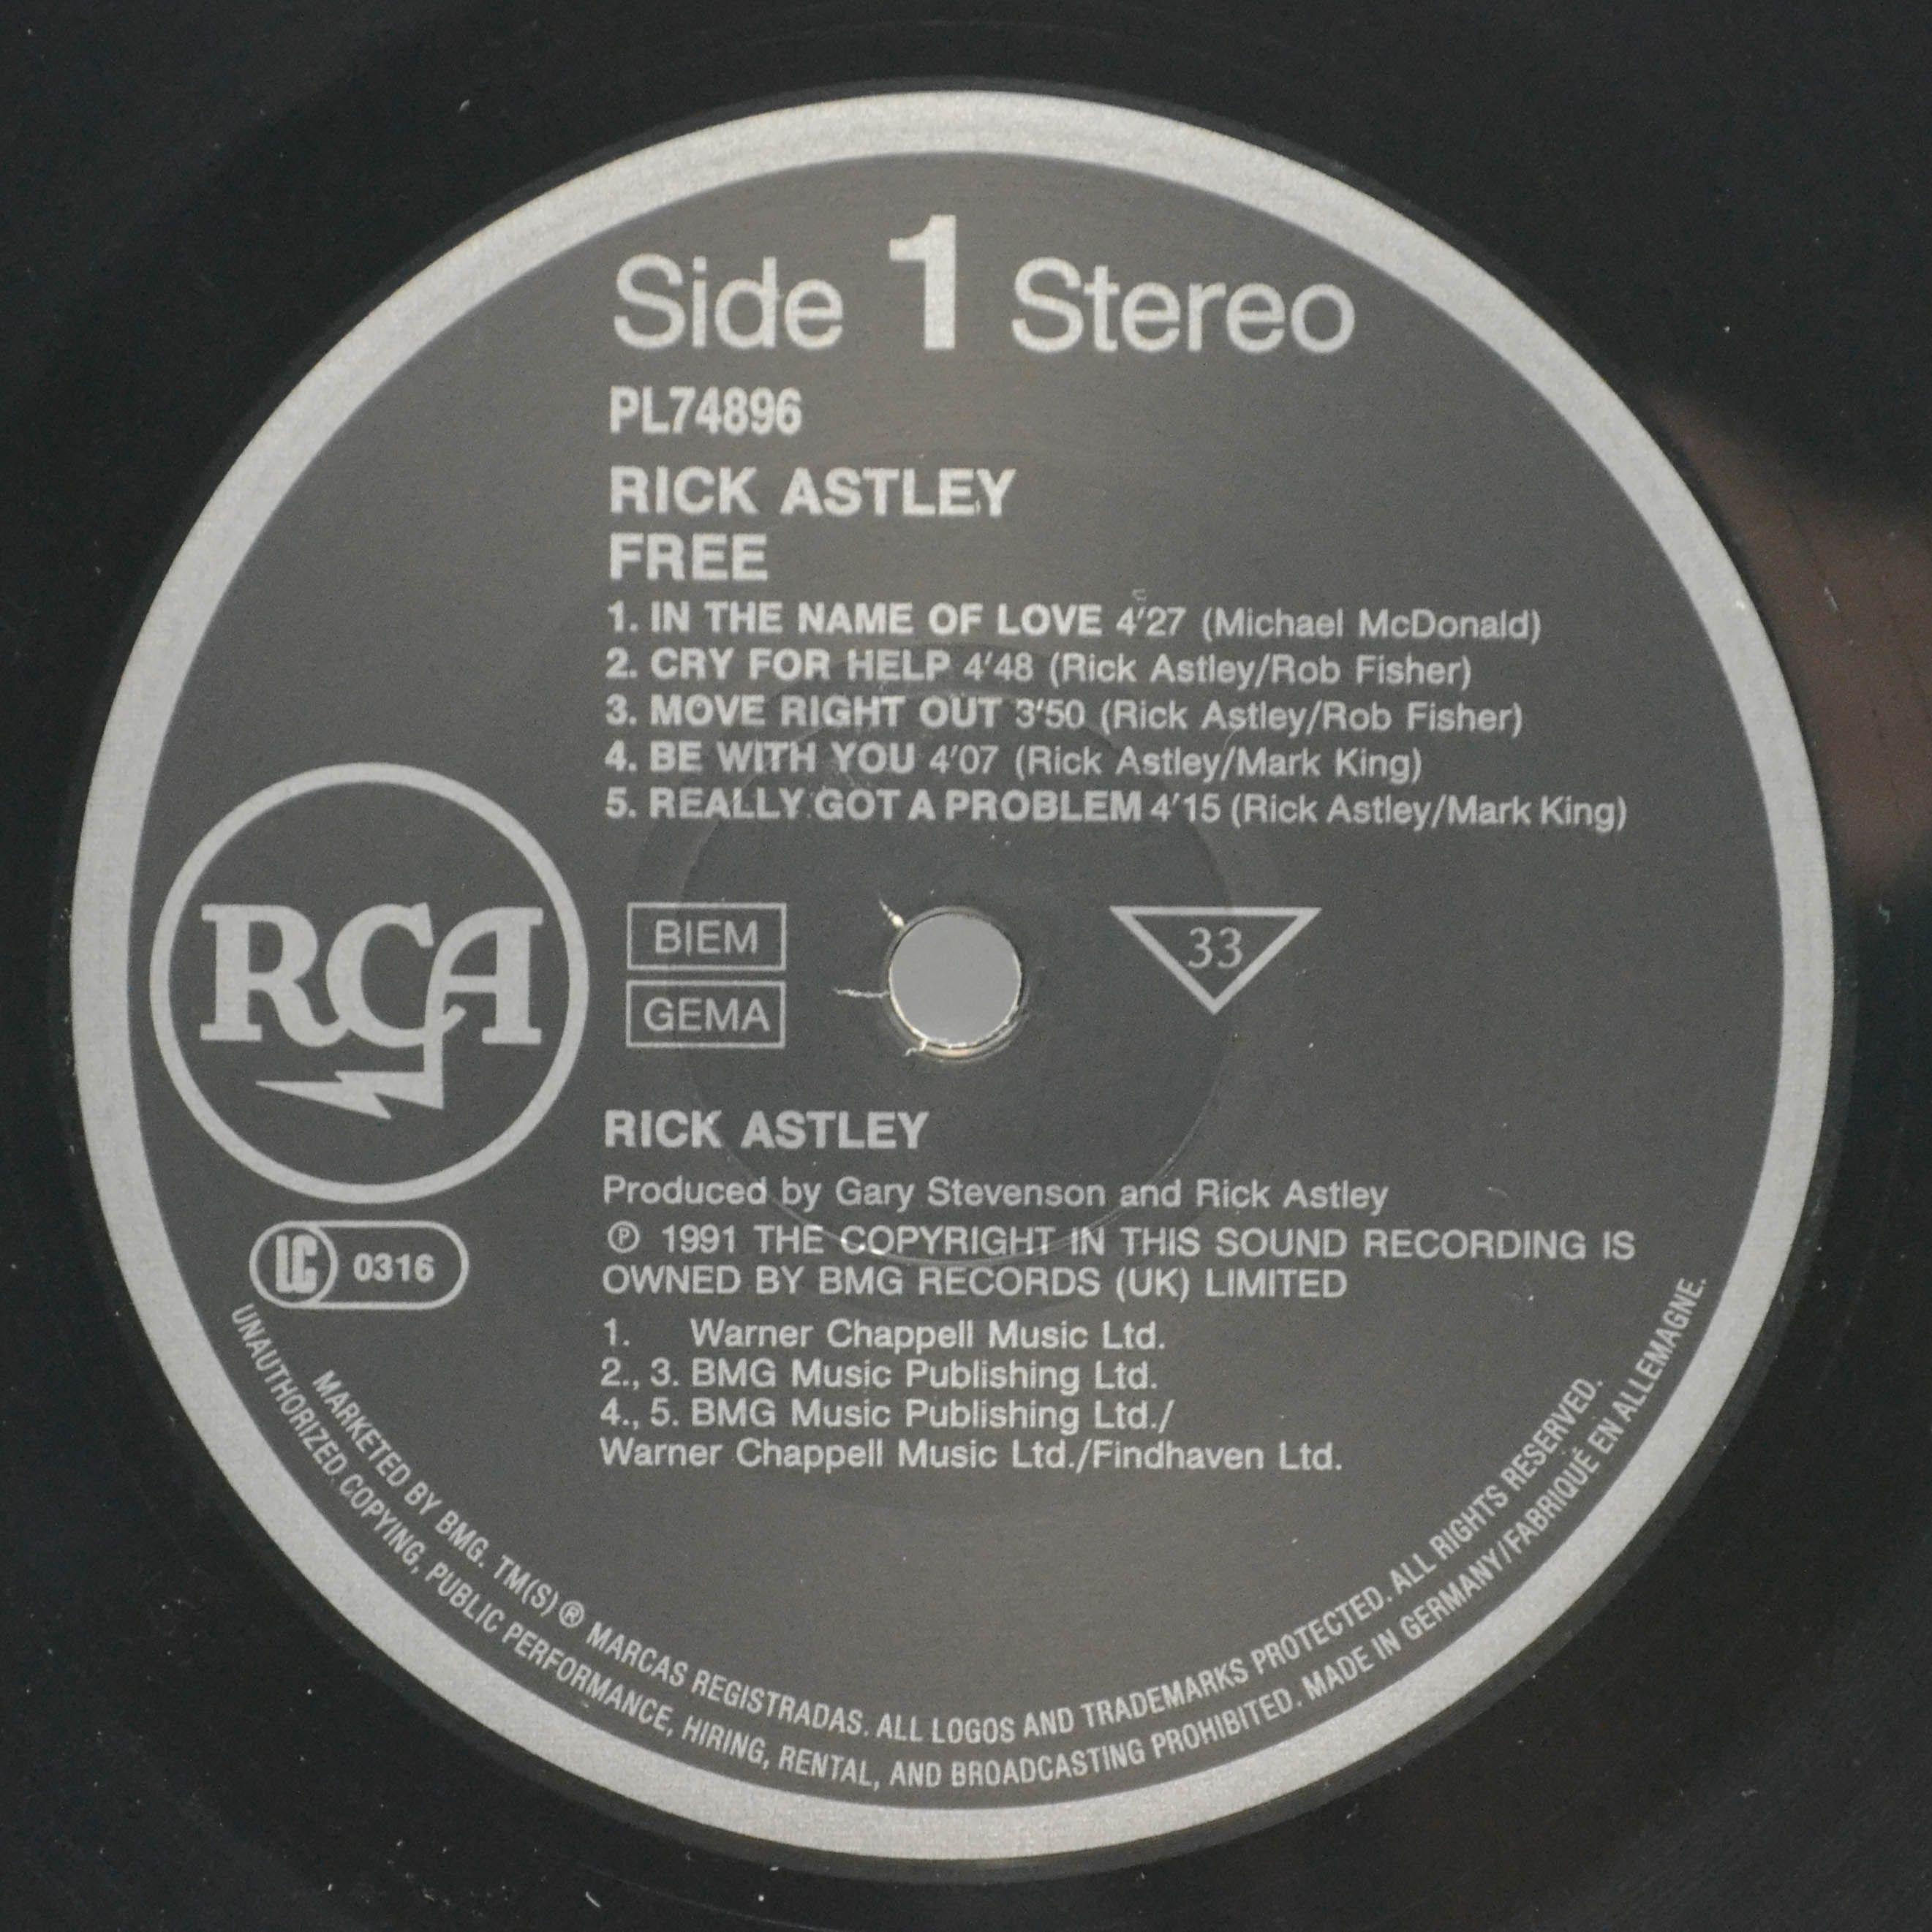 Side 1 Stereo
PL74896
RICK ASTLEY
FREE
1. IN THE NAME OF LOVE 4'27 (Michael McDonald)
2. CRY FOR HELP 4'48 (Rick Astley/Rob Fisher)
3. MOVE RIGHT OUT 3'50 (Rick Astley/Rob Fisher)
4. BE WITH YOU 4'07 (Rick Astley/Mark King)
5. REALLY GOT A PROBLEM 4'15 (Rick Astley/Mark King)
RCA
BIEM
GEMA
33
RICK ASTLEY
Produced by Gary Stevenson and Rick Astley
℗ 1991 THE COPYRIGHT IN THIS SOUND RECORDING IS
OWNED BY BMG RECORDS (UK) LIMITED
LC 0316
1. Warner Chappell Music Ltd.
2., 3. BMG Music Publishing Ltd.
4., 5. BMG Music Publishing Ltd./
Warner Chappell Music Ltd./Findhaven Ltd.
MARKETED BY BMG. TM(S) ® MARCAS REGISTRADAS. ALL LOGOS AND TRADEMARKS PROTECTED. ALL RIGHTS RESERVED.
UNAUTHORIZED COPYING, PUBLIC PERFORMANCE, HIRING, RENTAL, AND BROADCASTING PROHIBITED. MADE IN GERMANY/FABRIQUÉ EN ALLEMAGNE.